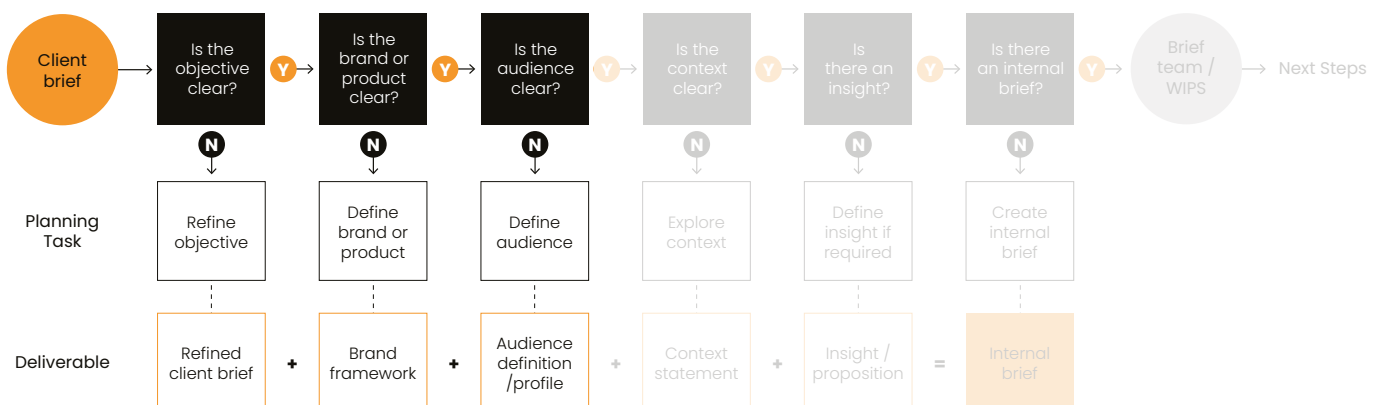 Client
brief
Is the
objective
clear?
Y
Is the
brand or
product
clear?
Y
Is the
audience
clear?
Y
Is the
context
clear?
Y
Is
there an
insight?
Y
Is there
an internal
brief?
Y
Brief
team /
WIPS
Next Steps
N
N
N
N
N
N
Planning
Task
Refine
objective
Define
brand or
product
Define
audience
Explore
context
Define
insight if
required
Create
internal
brief
Deliverable
Refined
client brief
+
Brand
framework
+
Audience
definition
/profile
+
Context
statement
+
Insight /
proposition
=
Internal
brief